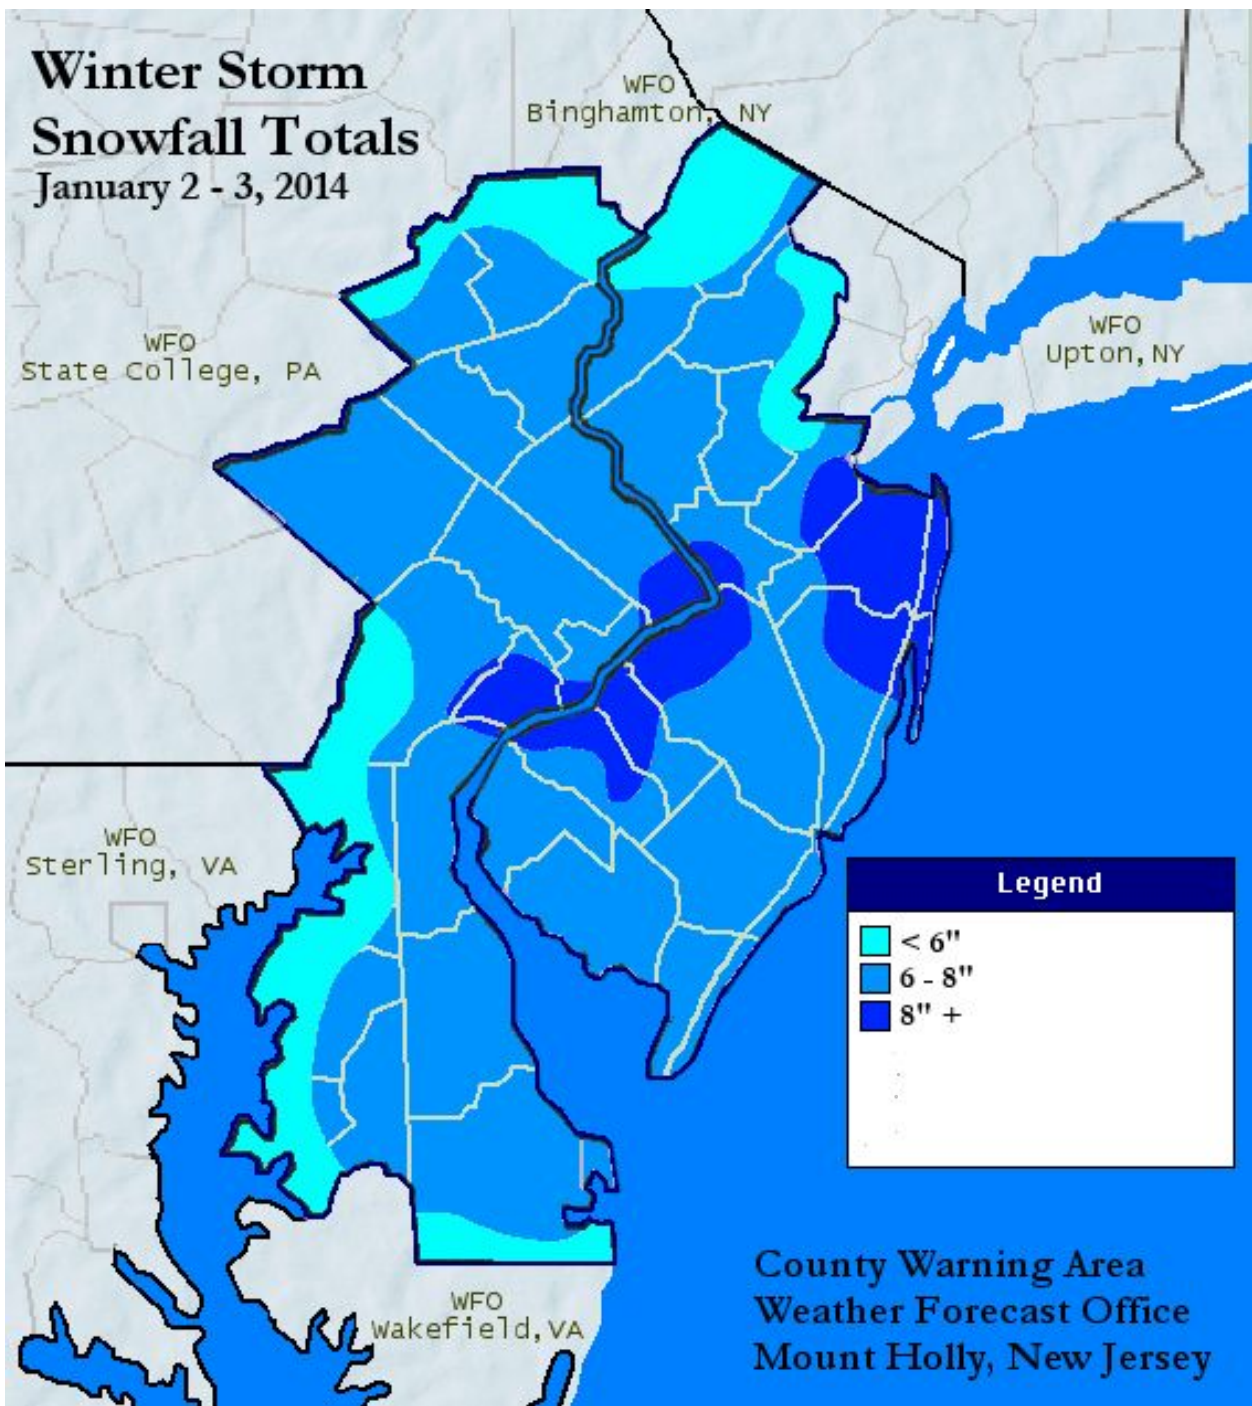 Winter Storm
Snowfall Totals
January 2 - 3, 2014
WFO
Binghamton, NY
WFO
State College, PA
WFO
Upton,NY
WFO
Sterling, VA
Legend
< 6"
6 - 8"
8" +
WFO
Wakefield,VA
County Warning Area
Weather Forecast Office
Mount Holly, New Jersey